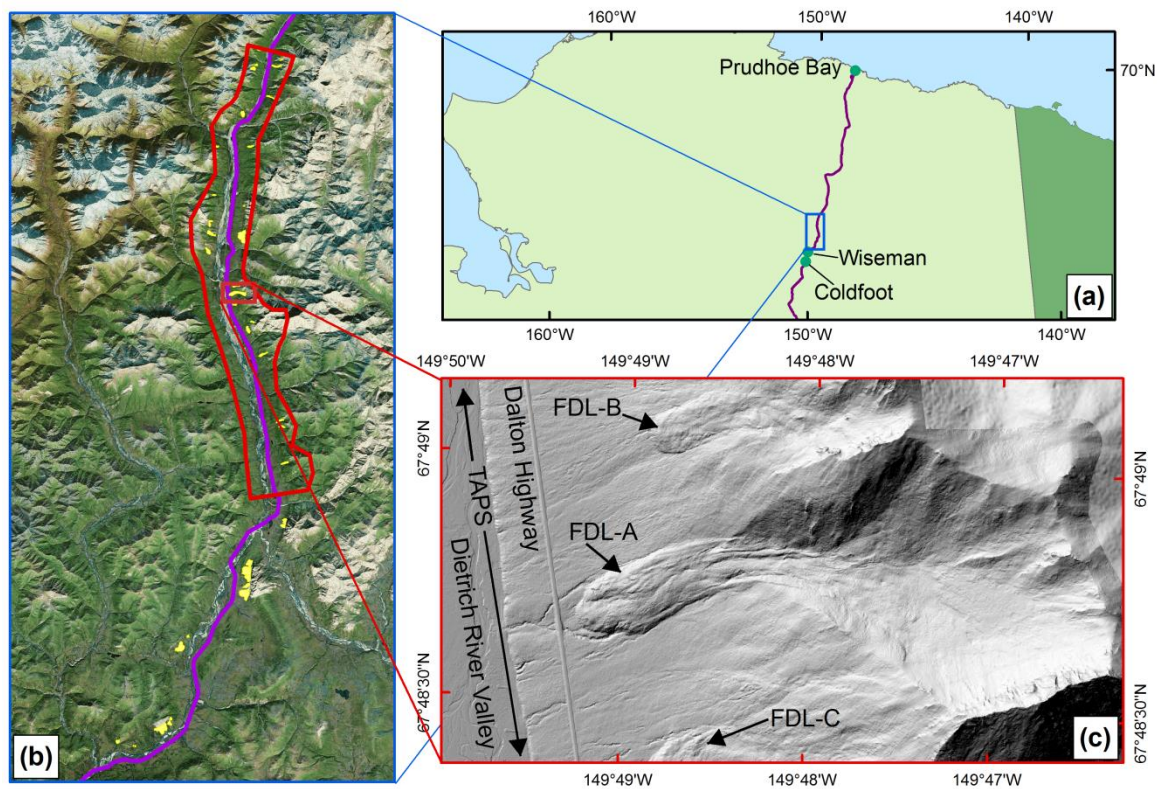 160°W
150°W
140°W
Prudhoe Bay
70°N
Wiseman
Coldfoot
(a)
160°W
150°W
140°W
149°50'W
149°49'W
149°48'W
149°47'W
FDL-B
Dalton Highway
TAPS
FDL-A
Dietrich River Valley
FDL-C
67°49'N
67°48'30"N
67°49'N
67°48'30"N
(b)
(c)
149°49'W
149°48'W
149°47'W